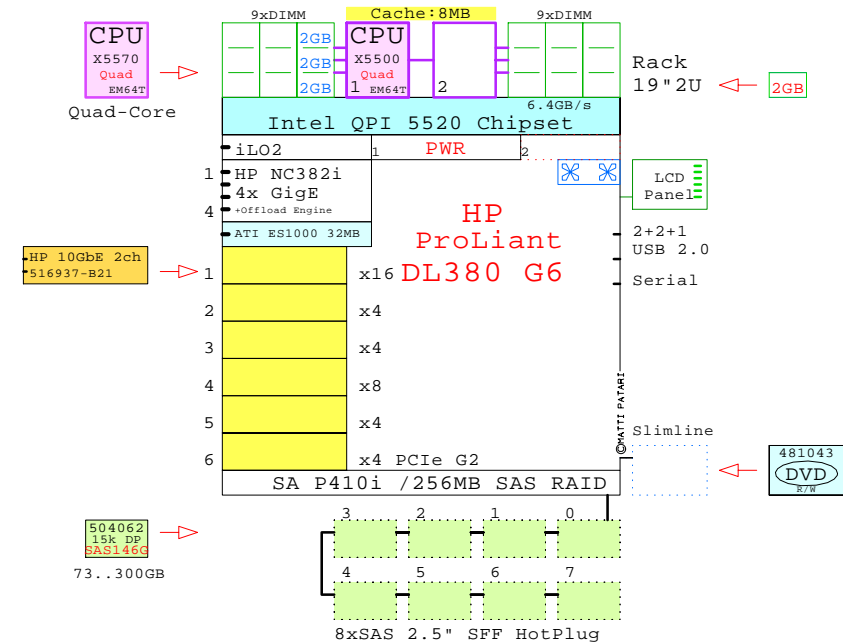 9xDIMM
Cache:8MB
9xDIMM
CPU
X5570
Quad
EM64T
Quad-Core
2GB
2GB
2GB
CPU
X5500
Quad
1 EM64T
2
Rack
19"2U
2GB
6.4GB/s
Intel QPI 5520 Chipset
iLO2
1
PWR
2
1 HP NC382i
4x GigE
4 +Offload Engine
ATI ES1000 32MB
LCD
Panel
HP
ProLiant
DL380 G6
2+2+1
USB 2.0
Serial
HP 10GbE 2ch
516937-B21
1 x16
2 x4
3 x4
4 x8
5 x4
6 x4 PCIe G2
©MATTI PATARI
Slimline
481043
DVD
R/W
SA P410i /256MB SAS RAID
504062
15k DP
SAS146G
73..300GB
3 2 1 0
4 5 6 7
8xSAS 2.5" SFF HotPlug